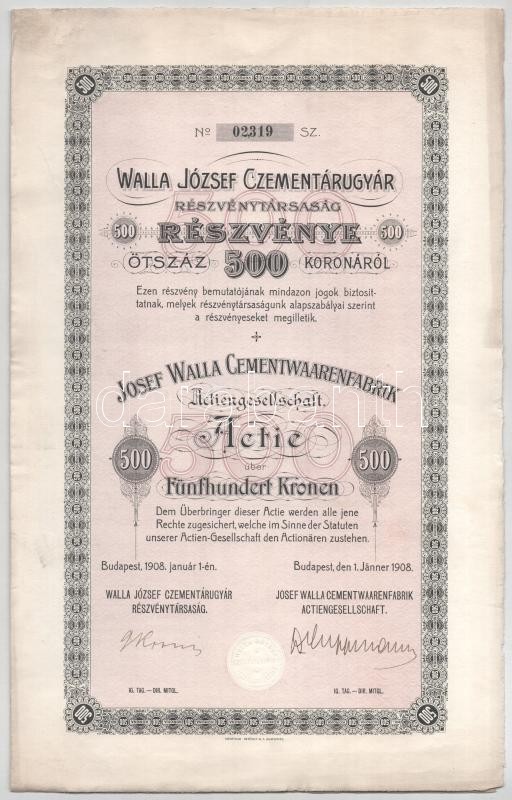 Nº 02,319 SZ.
WALLA JÓZSEF CZEMENTÁRUGYÁR
RÉSZVÉNYTÁRSASÁG
500 RÉSZVÉNYE 500
ÖTSZÁZ 500 KORONÁRÓL
Ezen részvény bemutatójának mindazon jogok biztosit-
tatnak, melyek részvénytársaságunk alapszabályai szerint
a részvényeseket megilletik.
JOSEF WALLA CEMENTWAARENFABRIK
Actiengesellschaft.
Actie
500 über 500
Fünfhundert Kronen
Dem Überbringer dieser Actie werden alle jene
Rechte zugesichert, welche im Sinne der Statuten
unserer Actien-Gesellschaft den Actionären zustehen.
Budapest, 1908. január 1-én. Budapest, den 1. Jänner 1908.
WALLA JÓZSEF CZEMENTÁRUGYÁR JOSEF WALLA CEMENTWAARENFABRIK
RÉSZVÉNYTÁRSASÁG. ACTIENGESELLSCHAFT.
IG. TAG. — DIR. MITGL. IG. TAG. — DIR. MITGL.